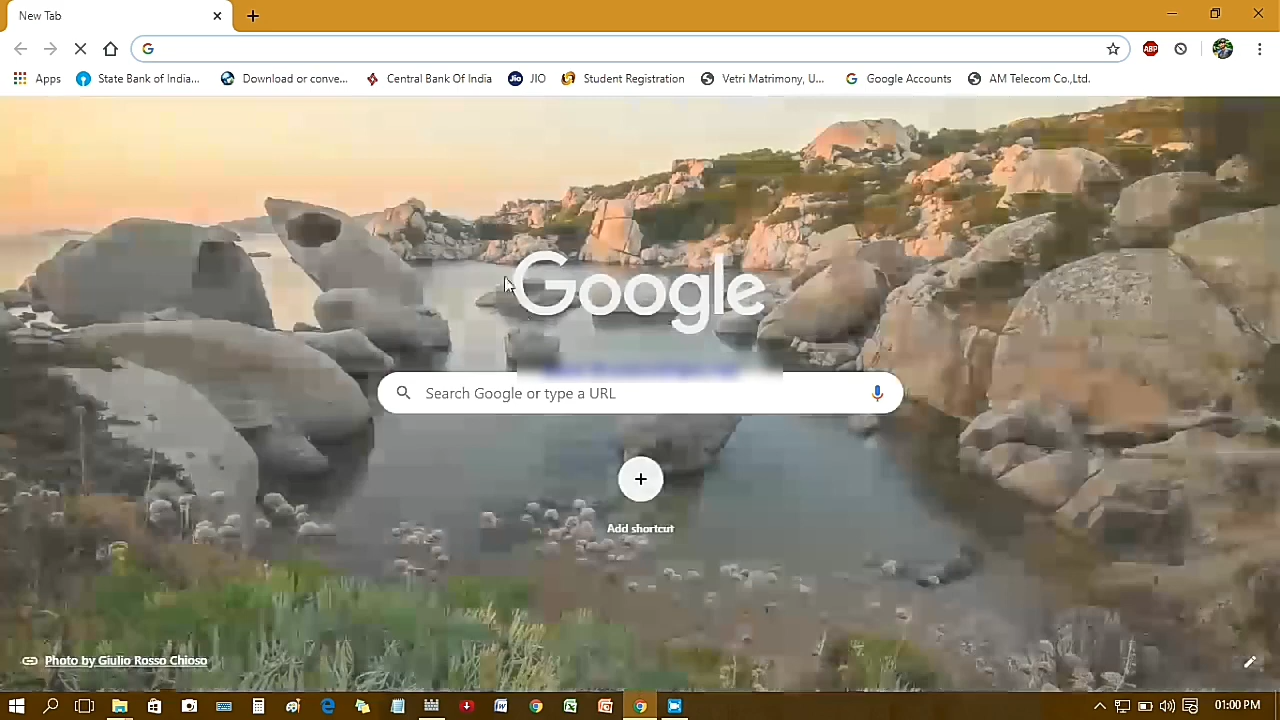 New Tab
Apps State Bank of India... Download or conve... Central Bank Of India JIO Student Registration Vetri Matrimony, U... Google Accounts AM Telecom Co.,Ltd.
ABP
Google
Search Google or type a URL
Add shortcut
Photo by Giulio Rosso Chioso
01:00 PM